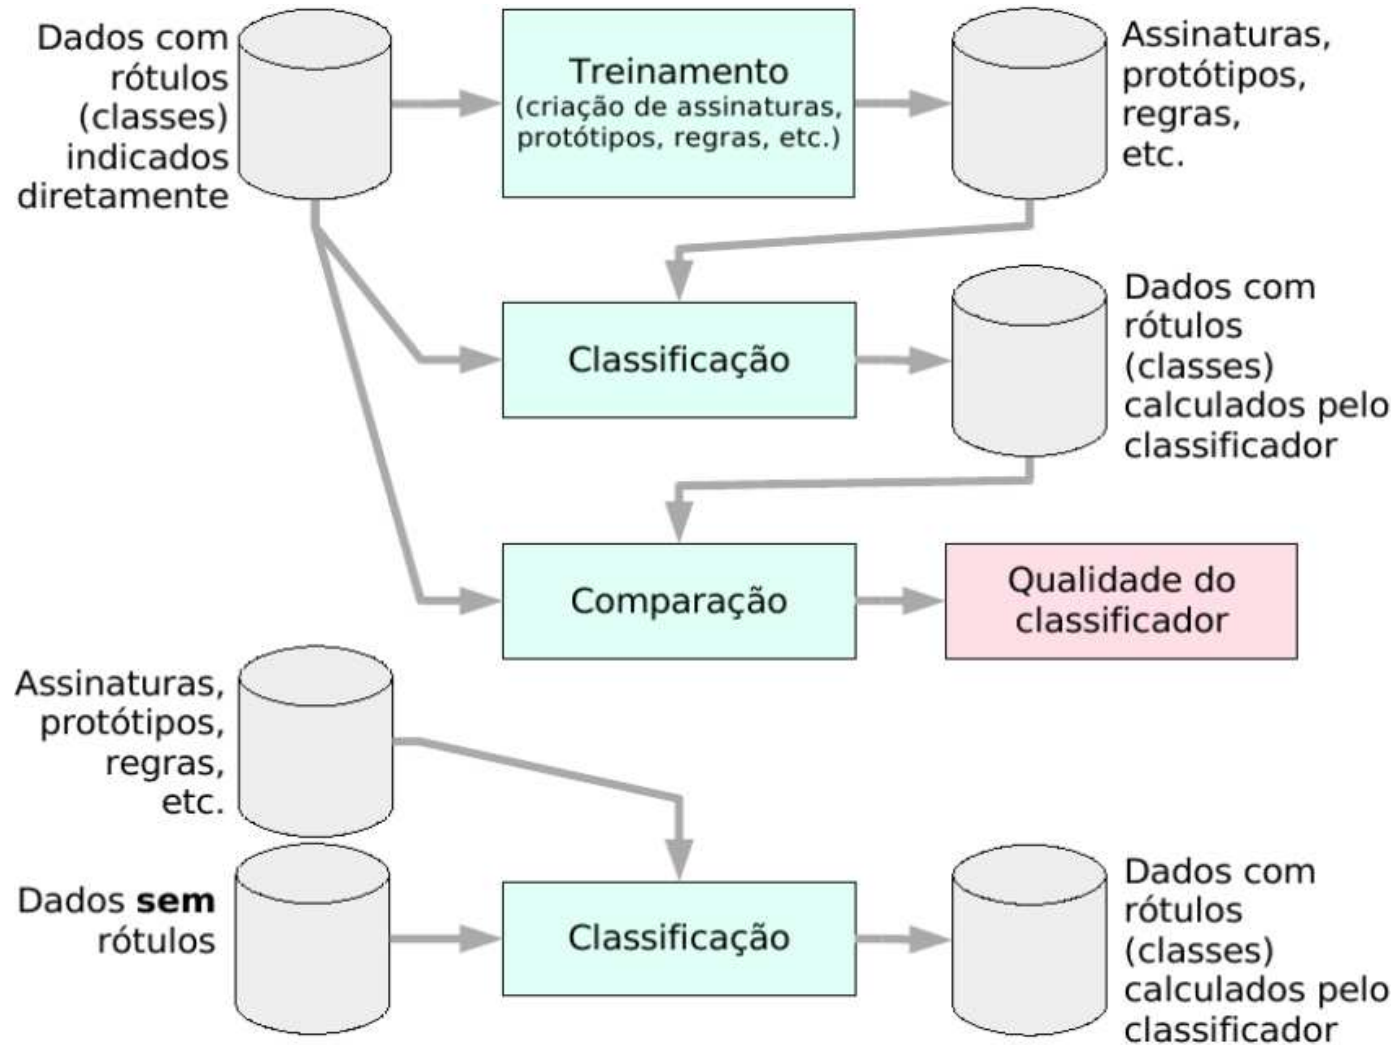 Dados com
rótulos
(classes)
indicados
diretamente
Treinamento
(criação de assinaturas,
protótipos, regras, etc.)
Assinaturas,
protótipos,
regras,
etc.
Classificação
Dados com
rótulos
(classes)
calculados pelo
classificador
Comparação
Qualidade do
classificador
Assinaturas,
protótipos,
regras,
etc.
Dados sem
rótulos
Classificação
Dados com
rótulos
(classes)
calculados pelo
classificador